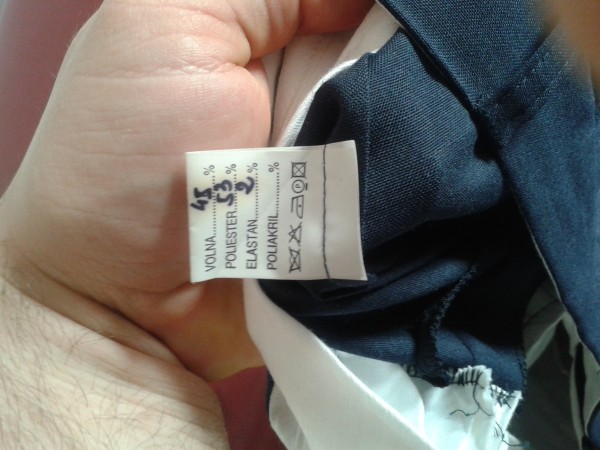 VOLNA..........45..%
POLIESTER..53..%
ELASTAN......2......%
POLIAKRIL............%